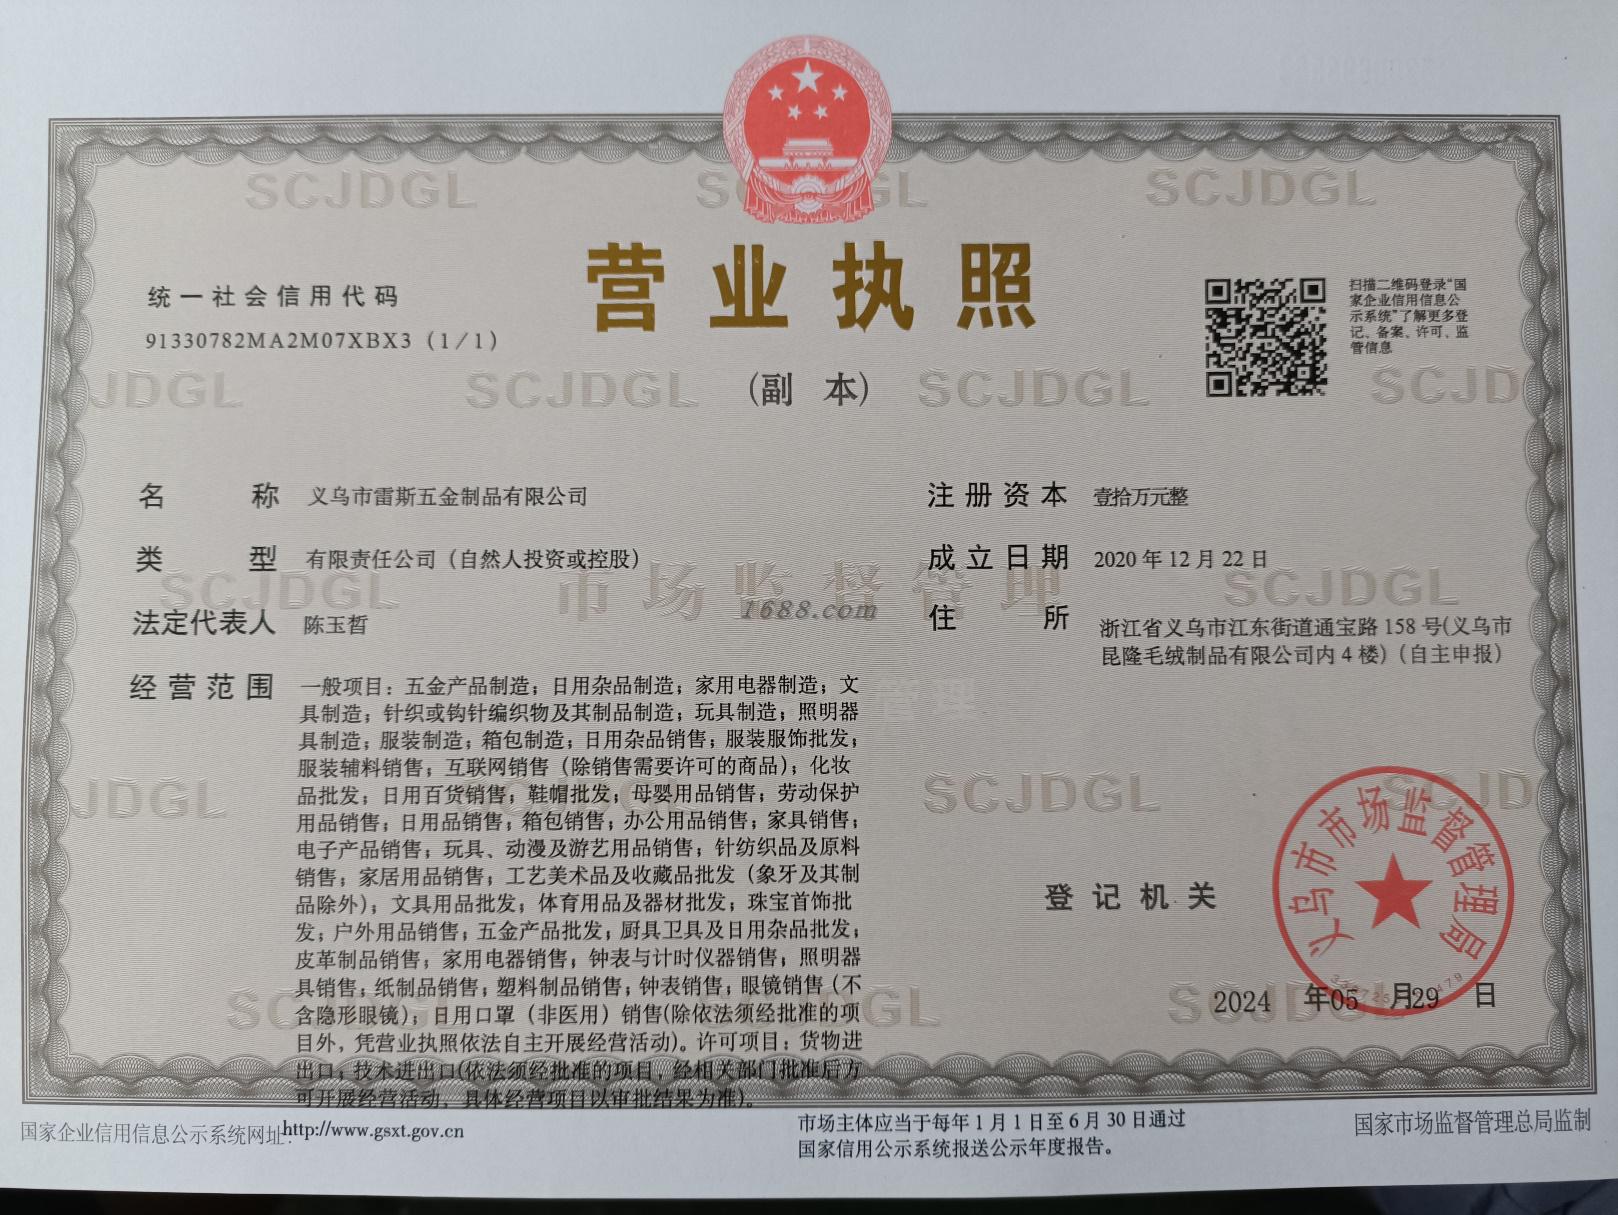 SCJDGL
SCJDGL
SCJDGL
营业执照
(副 本)
统一社会信用代码
91330782MA2M07XBX3 (1/1)
扫描二维码登录“国
家企业信用信息公
示系统”了解更多登
记、备案、许可、监
管信息
JDGL
SCJDGL
SCJDGL
SCJD
名 称 义乌市雷斯五金制品有限公司
类 型 有限责任公司（自然人投资或控股）
法定代表人 陈玉哲
经营范围 一般项目：五金产品制造；日用杂品制造；家用电器制造；文
具制造；针织或钩针编织物及其制品制造；玩具制造；照明器
具制造；服装制造；箱包制造；日用杂品销售；服装服饰批发；
服装辅料销售；互联网销售（除销售需要许可的商品）；化妆
品批发；日用百货销售；鞋帽批发；母婴用品销售；劳动保护
用品销售；日用品销售；箱包销售；办公用品销售；家具销售；
电子产品销售；玩具、动漫及游艺用品销售；针纺织品及原料
销售；家居用品销售；工艺美术品及收藏品批发（象牙及其制
品除外）；文具用品批发；体育用品及器材批发；珠宝首饰批
发；户外用品销售；五金产品批发；厨具卫具及日用杂品批发；
皮革制品销售；家用电器销售；钟表与计时仪器销售；照明器
具销售；纸制品销售；塑料制品销售；钟表销售；眼镜销售（不
含隐形眼镜）；日用口罩（非医用）销售(除依法须经批准的项
目外，凭营业执照依法自主开展经营活动)。许可项目：货物进
出口；技术进出口(依法须经批准的项目，经相关部门批准后方
可开展经营活动，具体经营项目以审批结果为准)。
注册资本 壹拾万元整
成立日期 2020 年 12 月 22 日
住 所 浙江省义乌市江东街道通宝路 158 号(义乌市
昆隆毛绒制品有限公司内 4 楼)（自主申报）
SCJDGL
市场监督管理
SCJDGL
1688.com
管理
JDGL
SCJDGL
SCJDGL
SCJD
登记机关
义乌市市场监督管理局
2024 年05 月29 日
SCJDGL
SCJDGL
SCJDGL
国家企业信用信息公示系统网址:http://www.gsxt.gov.cn
市场主体应当于每年 1 月 1 日至 6 月 30 日通过
国家信用公示系统报送公示年度报告。
国家市场监督管理总局监制